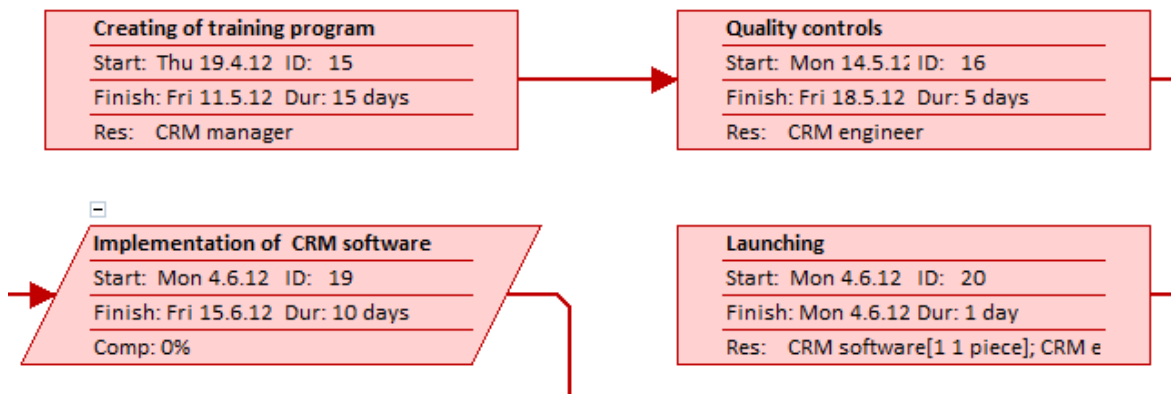 Creating of training program
Start: Thu 19.4.12 ID: 15
Finish: Fri 11.5.12 Dur: 15 days
Res: CRM manager
Quality controls
Start: Mon 14.5.12 ID: 16
Finish: Fri 18.5.12 Dur: 5 days
Res: CRM engineer
Implementation of CRM software
Start: Mon 4.6.12 ID: 19
Finish: Fri 15.6.12 Dur: 10 days
Comp: 0%
Launching
Start: Mon 4.6.12 ID: 20
Finish: Mon 4.6.12 Dur: 1 day
Res: CRM software[1 1 piece]; CRM e